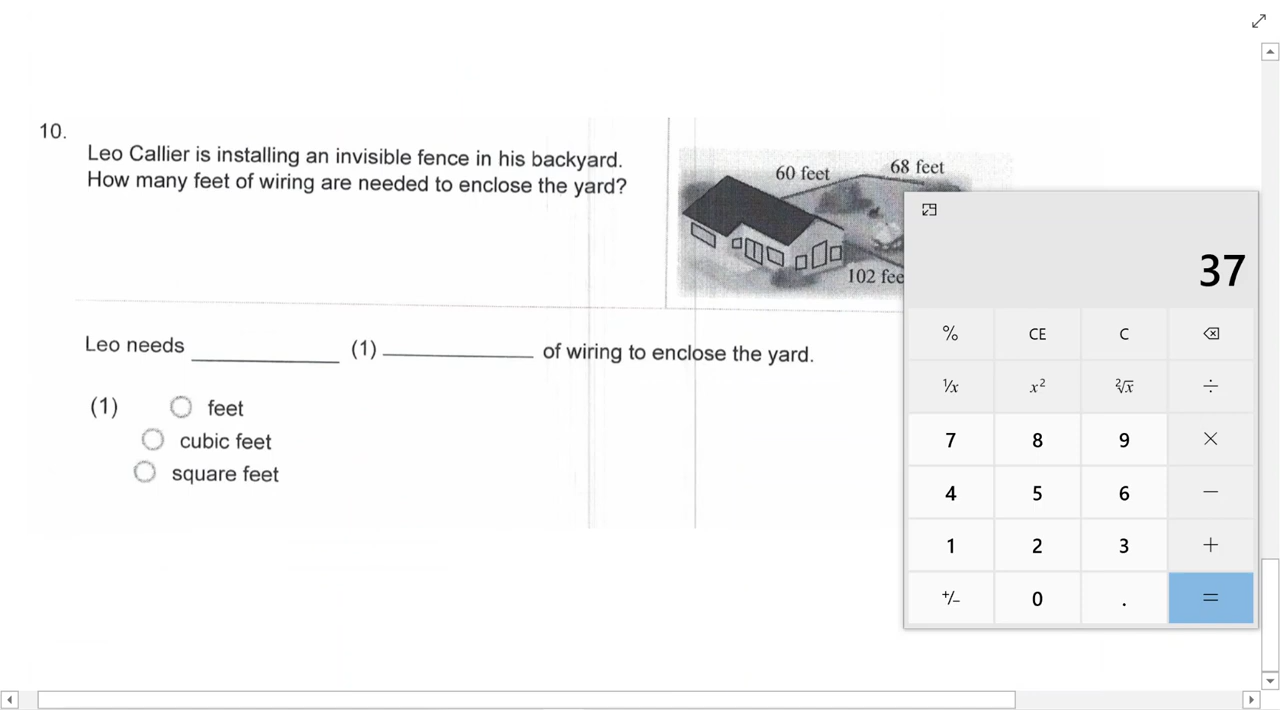 10.
Leo Callier is installing an invisible fence in his backyard.
How many feet of wiring are needed to enclose the yard?
60 feet
68 feet
102 fee
Leo needs ____________ (1) ____________ of wiring to enclose the yard.
(1) feet
cubic feet
square feet
37
% CE C ⌫
¹/x x² ²√x ÷
7 8 9 ×
4 5 6 −
1 2 3 +
+/− 0 . =